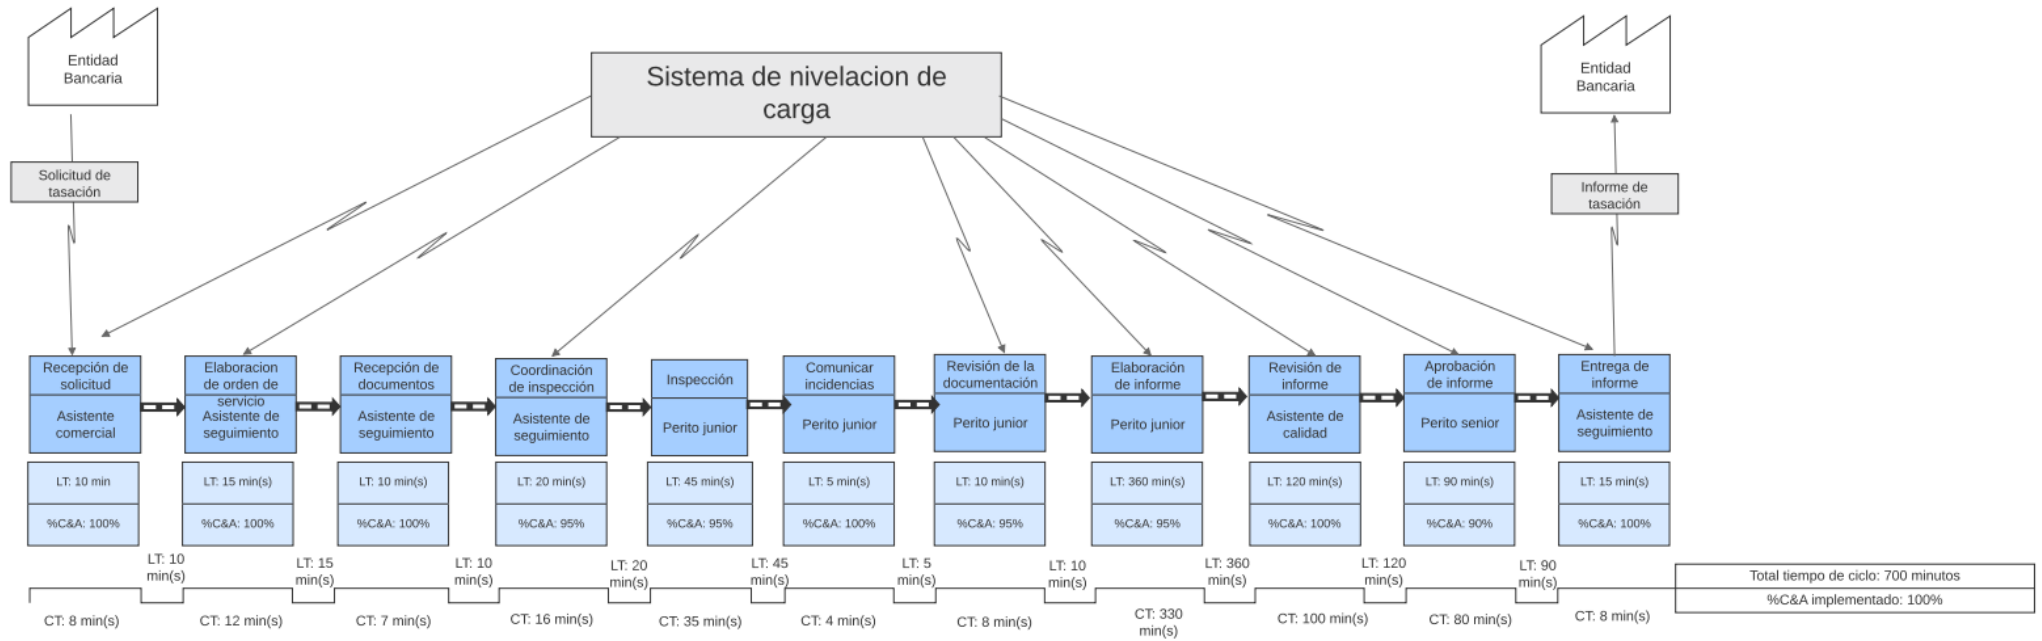 Entidad
Bancaria
Sistema de nivelacion de
carga
Entidad
Bancaria
Solicitud de
tasación
Informe de
tasación
Recepción de
solicitud
Asistente
comercial
Elaboracion
de orden de
servicio
Asistente de
seguimiento
Recepción de
documentos
Asistente de
seguimiento
Coordinación
de inspección
Asistente de
seguimiento
Inspección
Perito junior
Comunicar
incidencias
Perito junior
Revisión de la
documentación
Perito junior
Elaboración
de informe
Perito junior
Revisión de
informe
Asistente de
calidad
Aprobación
de informe
Perito senior
Entrega de
informe
Asistente de
seguimiento
LT: 10 min
LT: 15 min(s)
LT: 10 min(s)
LT: 20 min(s)
LT: 45 min(s)
LT: 5 min(s)
LT: 10 min(s)
LT: 360 min(s)
LT: 120 min(s)
LT: 90 min(s)
LT: 15 min(s)
%C&A: 100%
%C&A: 100%
%C&A: 100%
%C&A: 95%
%C&A: 95%
%C&A: 100%
%C&A: 95%
%C&A: 95%
%C&A: 100%
%C&A: 90%
%C&A: 100%
LT: 10
min(s)
LT: 15
min(s)
LT: 10
min(s)
LT: 20
min(s)
LT: 45
min(s)
LT: 5
min(s)
LT: 10
min(s)
LT: 360
min(s)
LT: 120
min(s)
LT: 90
min(s)
Total tiempo de ciclo: 700 minutos
%C&A implementado: 100%
CT: 8 min(s)
CT: 12 min(s)
CT: 7 min(s)
CT: 16 min(s)
CT: 35 min(s)
CT: 4 min(s)
CT: 8 min(s)
CT: 330
min(s)
CT: 100 min(s)
CT: 80 min(s)
CT: 8 min(s)